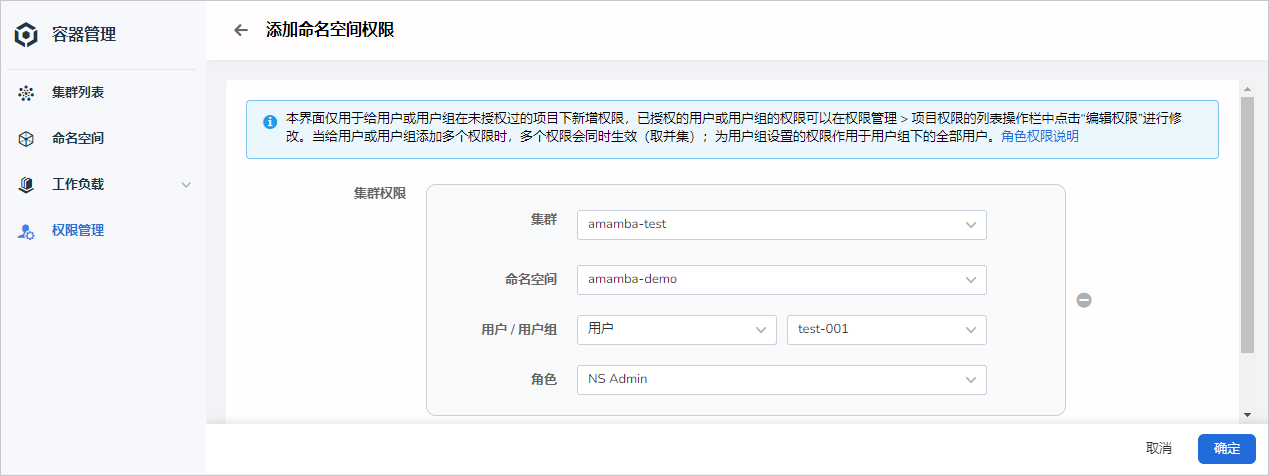 容器管理
集群列表
命名空间
工作负载
权限管理
添加命名空间权限
本界面仅用于给用户或用户组在未授权过的项目下新增权限，已授权的用户或用户组的权限可以在权限管理 > 项目权限的列表操作栏中点击“编辑权限”进行修
改。当给用户或用户组添加多个权限时，多个权限会同时生效（取并集）；为用户组设置的权限作用于用户组下的全部用户。角色权限说明
集群权限
集群 amamba-test
命名空间 amamba-demo
用户 / 用户组 用户 test-001
角色 NS Admin
取消 确定